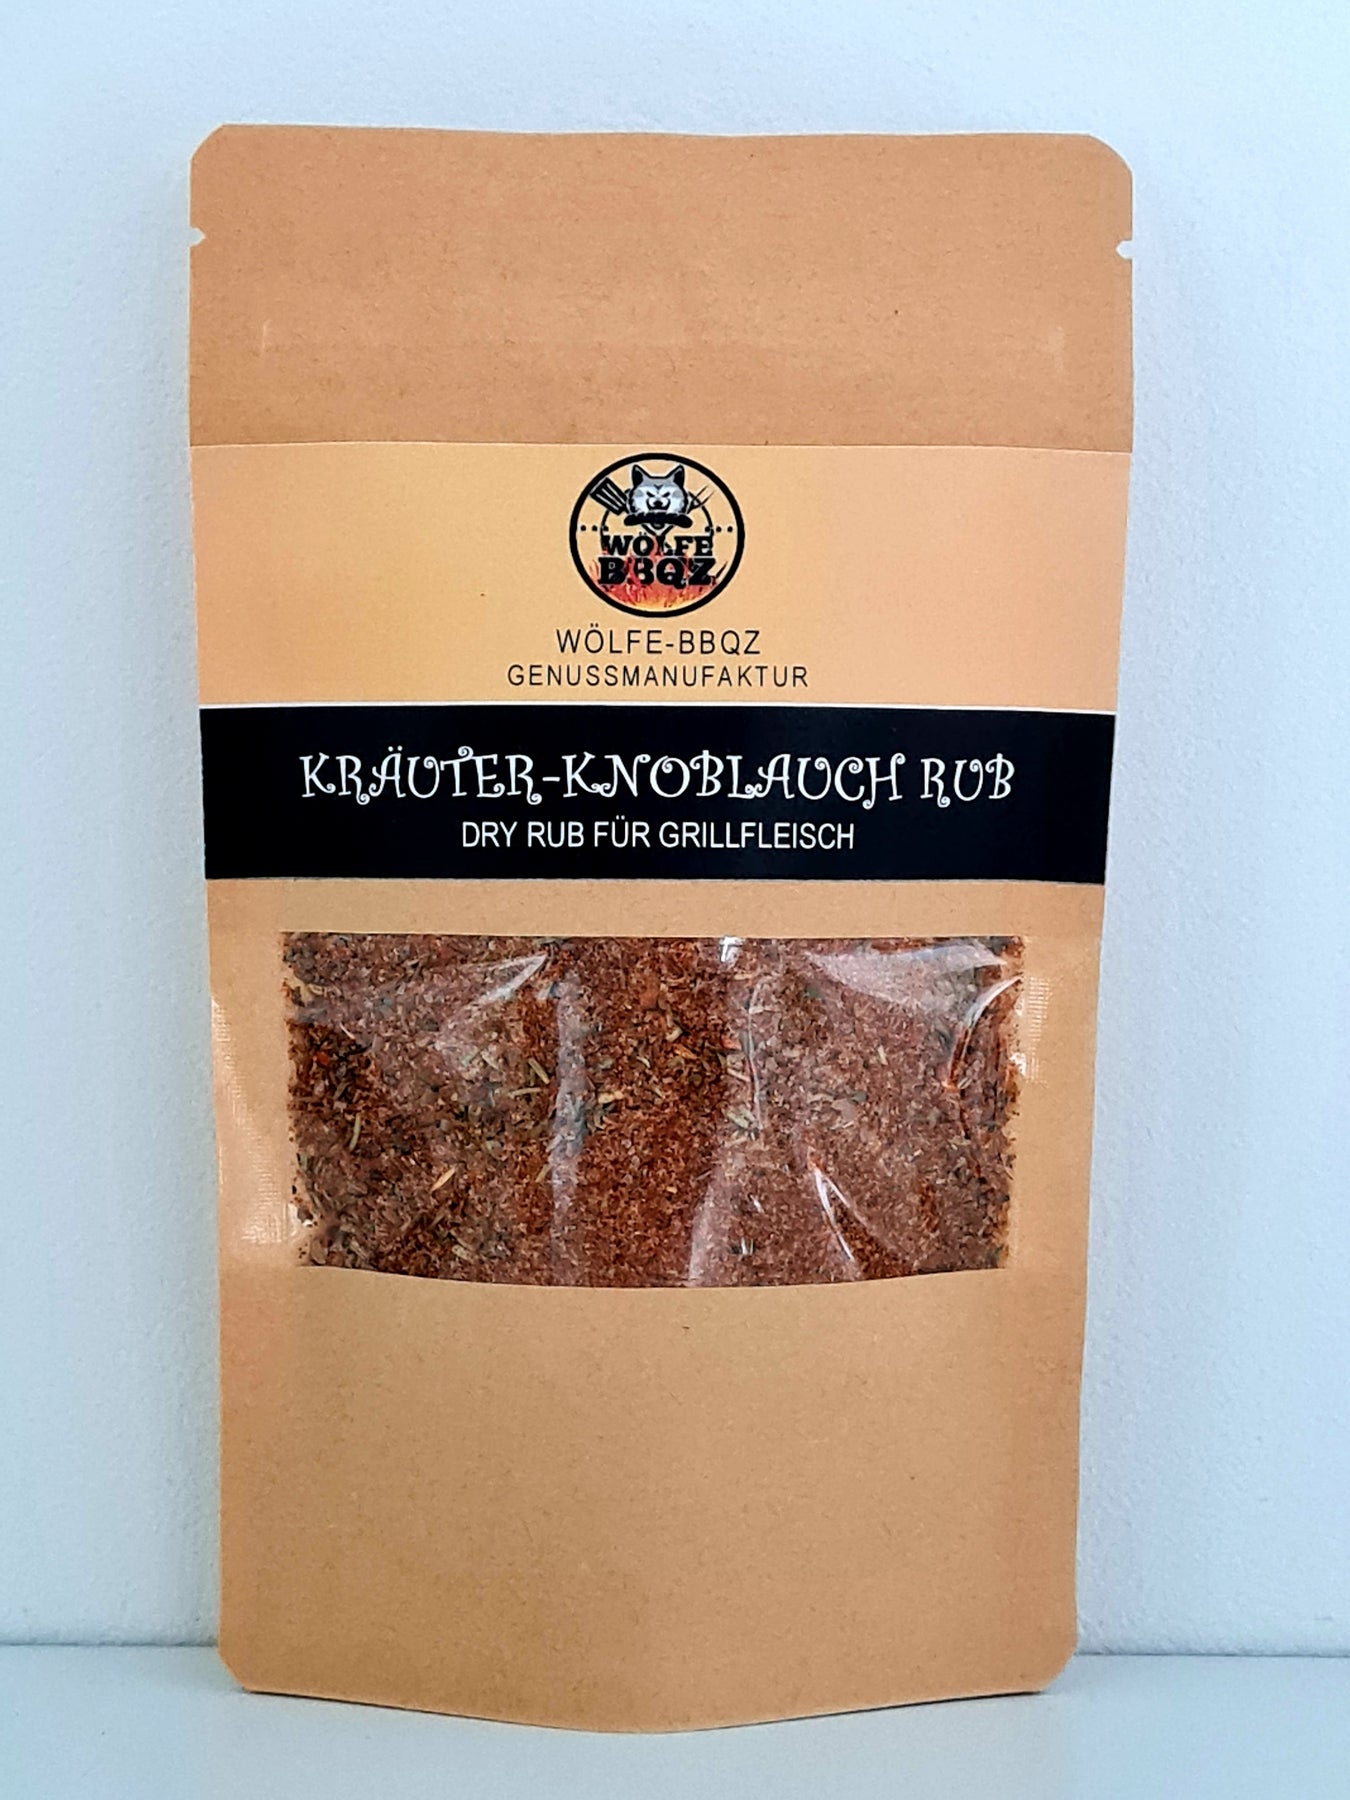 WÖLFE
BBQZ
WÖLFE-BBQZ
GENUSSMANUFAKTUR
KRÄUTER-KNOBLAUCH RUB
DRY RUB FÜR GRILLFLEISCH